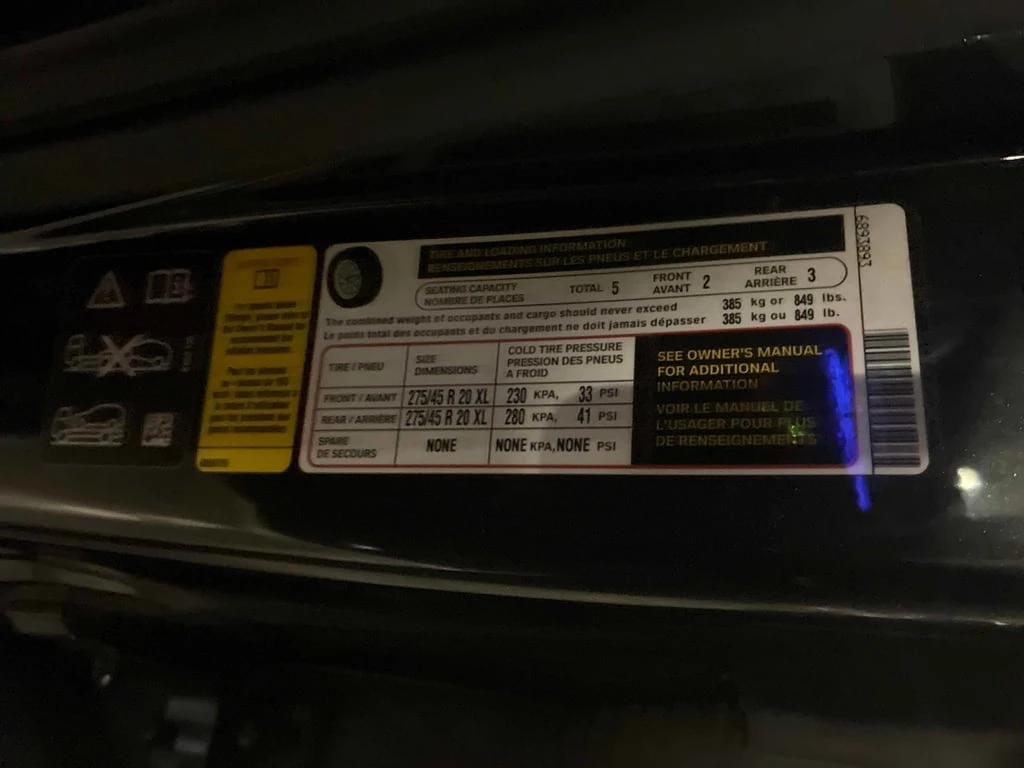 TIRE AND LOADING INFORMATION
RENSEIGNEMENTS SUR LES PNEUS ET LE CHARGEMENT
SEATING CAPACITY
NOMBRE DE PLACES
TOTAL 5
FRONT
AVANT 2
REAR
ARRIÈRE 3
The combined weight of occupants and cargo should never exceed 385 kg or 849 lbs.
Le poids total des occupants et du chargement ne doit jamais dépasser 385 kg ou 849 lb.
TIRE / PNEU
SIZE
DIMENSIONS
COLD TIRE PRESSURE
PRESSION DES PNEUS
A FROID
FRONT / AVANT 275/45 R 20 XL 230 KPA, 33 PSI
REAR / ARRIÈRE 275/45 R 20 XL 280 KPA, 41 PSI
SPARE
DE SECOURS
NONE NONE KPA, NONE PSI
SEE OWNER'S MANUAL
FOR ADDITIONAL
INFORMATION
VOIR LE MANUEL DE
L'USAGER POUR PLUS
DE RENSEIGNEMENTS